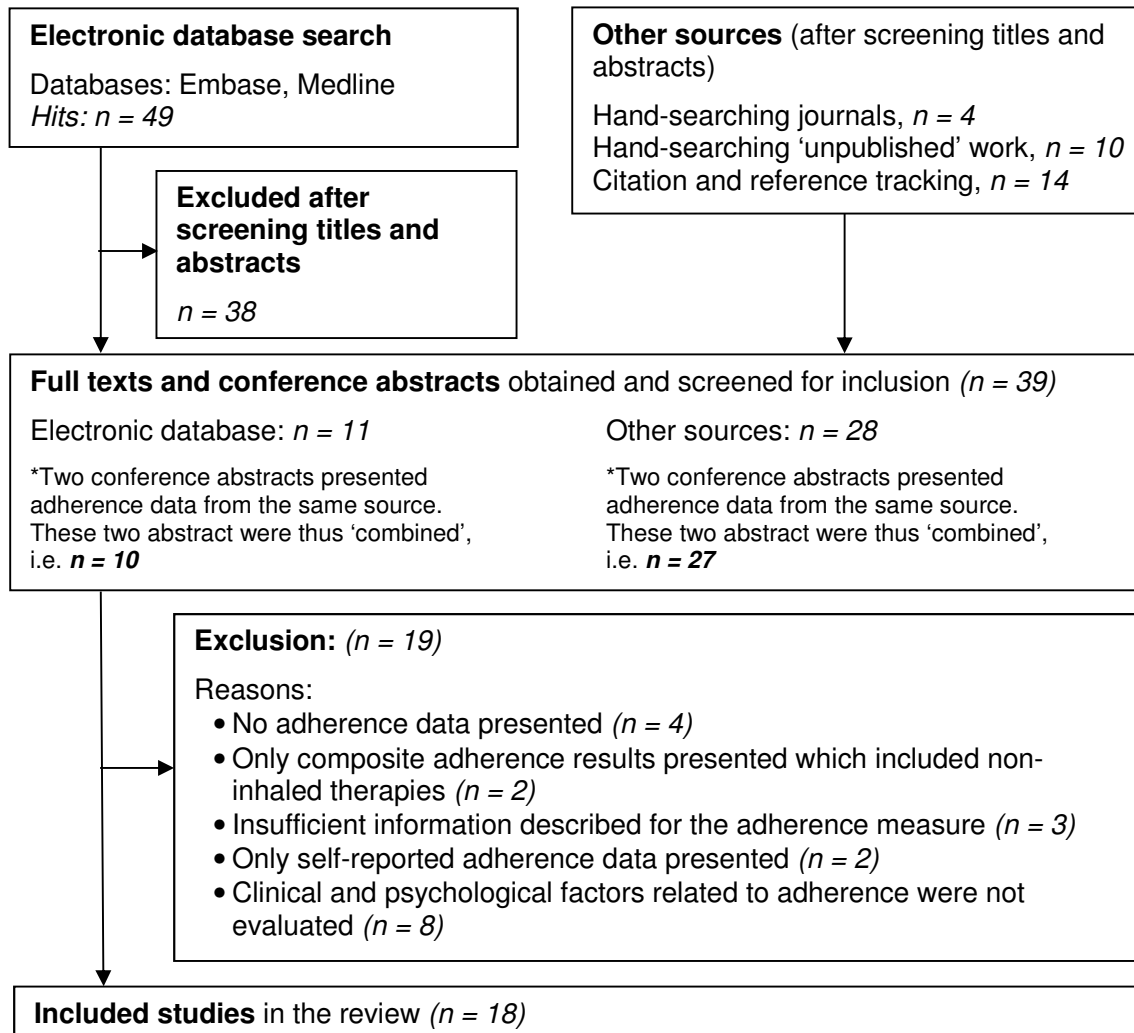 Electronic database search
Databases: Embase, Medline
Hits: n = 49
Other sources (after screening titles and
abstracts)
Hand-searching journals, n = 4
Hand-searching ‘unpublished’ work, n = 10
Citation and reference tracking, n = 14
Excluded after
screening titles and
abstracts
n = 38
Full texts and conference abstracts obtained and screened for inclusion (n = 39)
Electronic database: n = 11
*Two conference abstracts presented
adherence data from the same source.
These two abstract were thus ‘combined’,
i.e. n = 10
Other sources: n = 28
*Two conference abstracts presented
adherence data from the same source.
These two abstract were thus ‘combined’,
i.e. n = 27
Exclusion: (n = 19)
Reasons:
• No adherence data presented (n = 4)
• Only composite adherence results presented which included non-
inhaled therapies (n = 2)
• Insufficient information described for the adherence measure (n = 3)
• Only self-reported adherence data presented (n = 2)
• Clinical and psychological factors related to adherence were not
evaluated (n = 8)
Included studies in the review (n = 18)